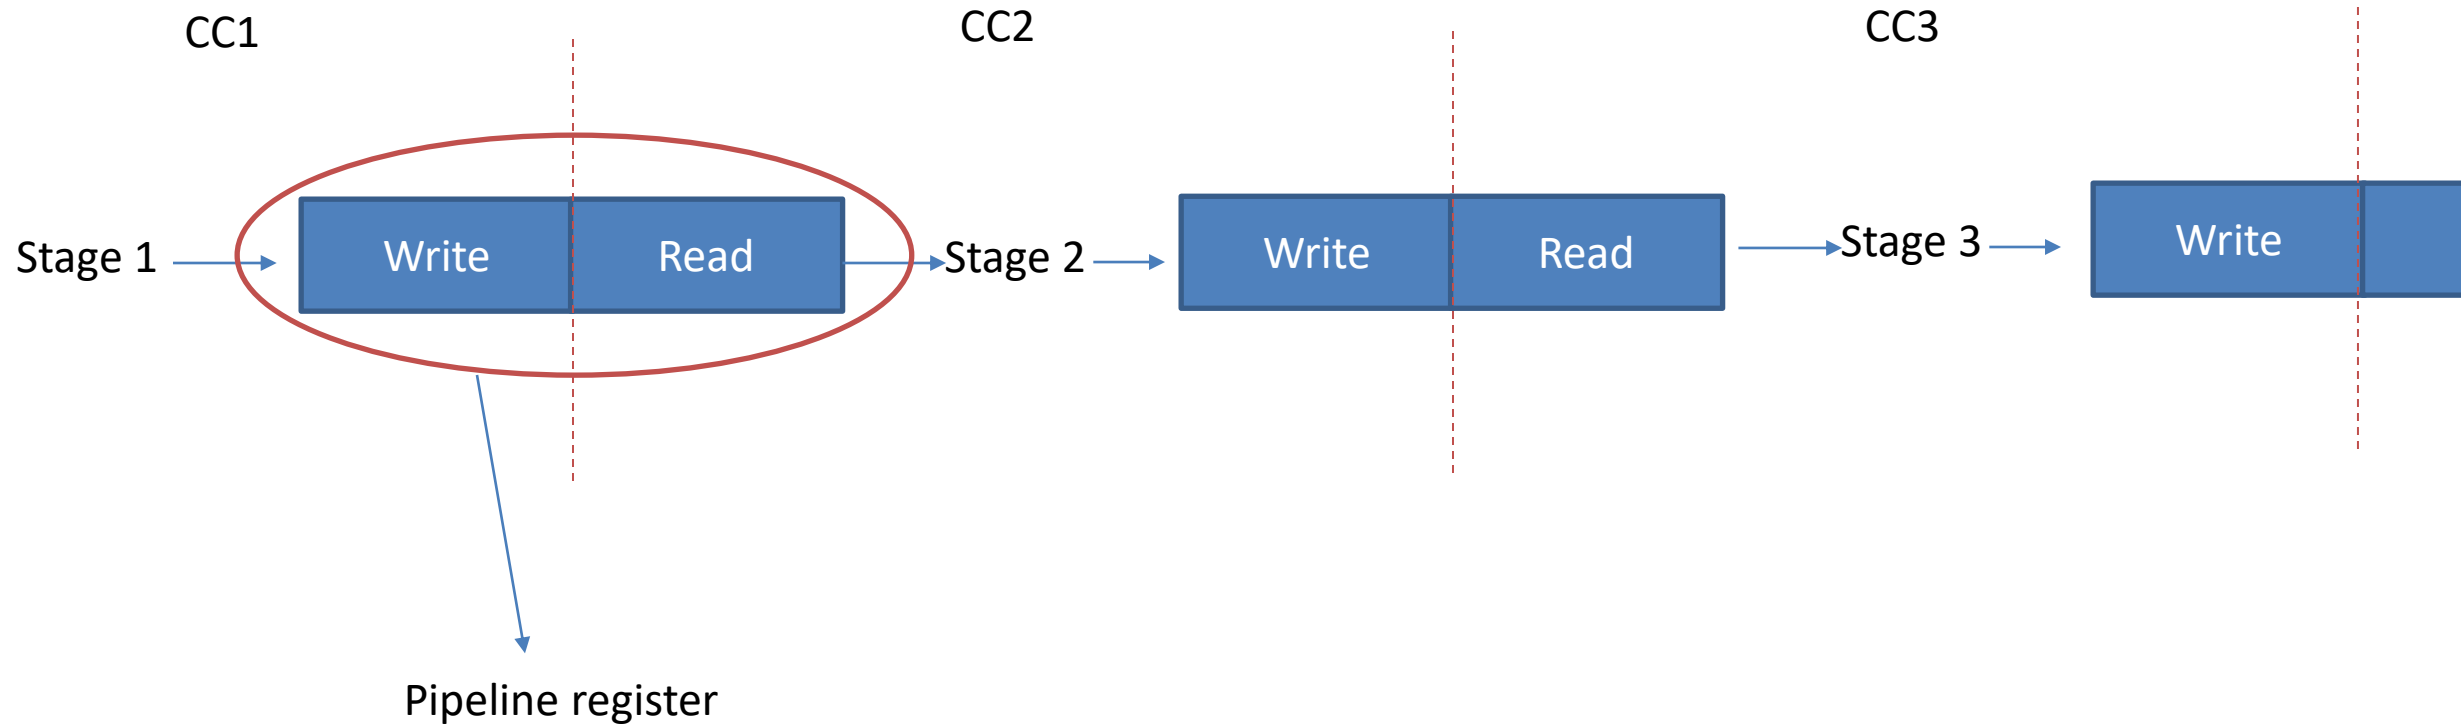 CC1
CC2
CC3
Stage 1
Write
Read
Stage 2
Write
Read
Stage 3
Write
Pipeline register